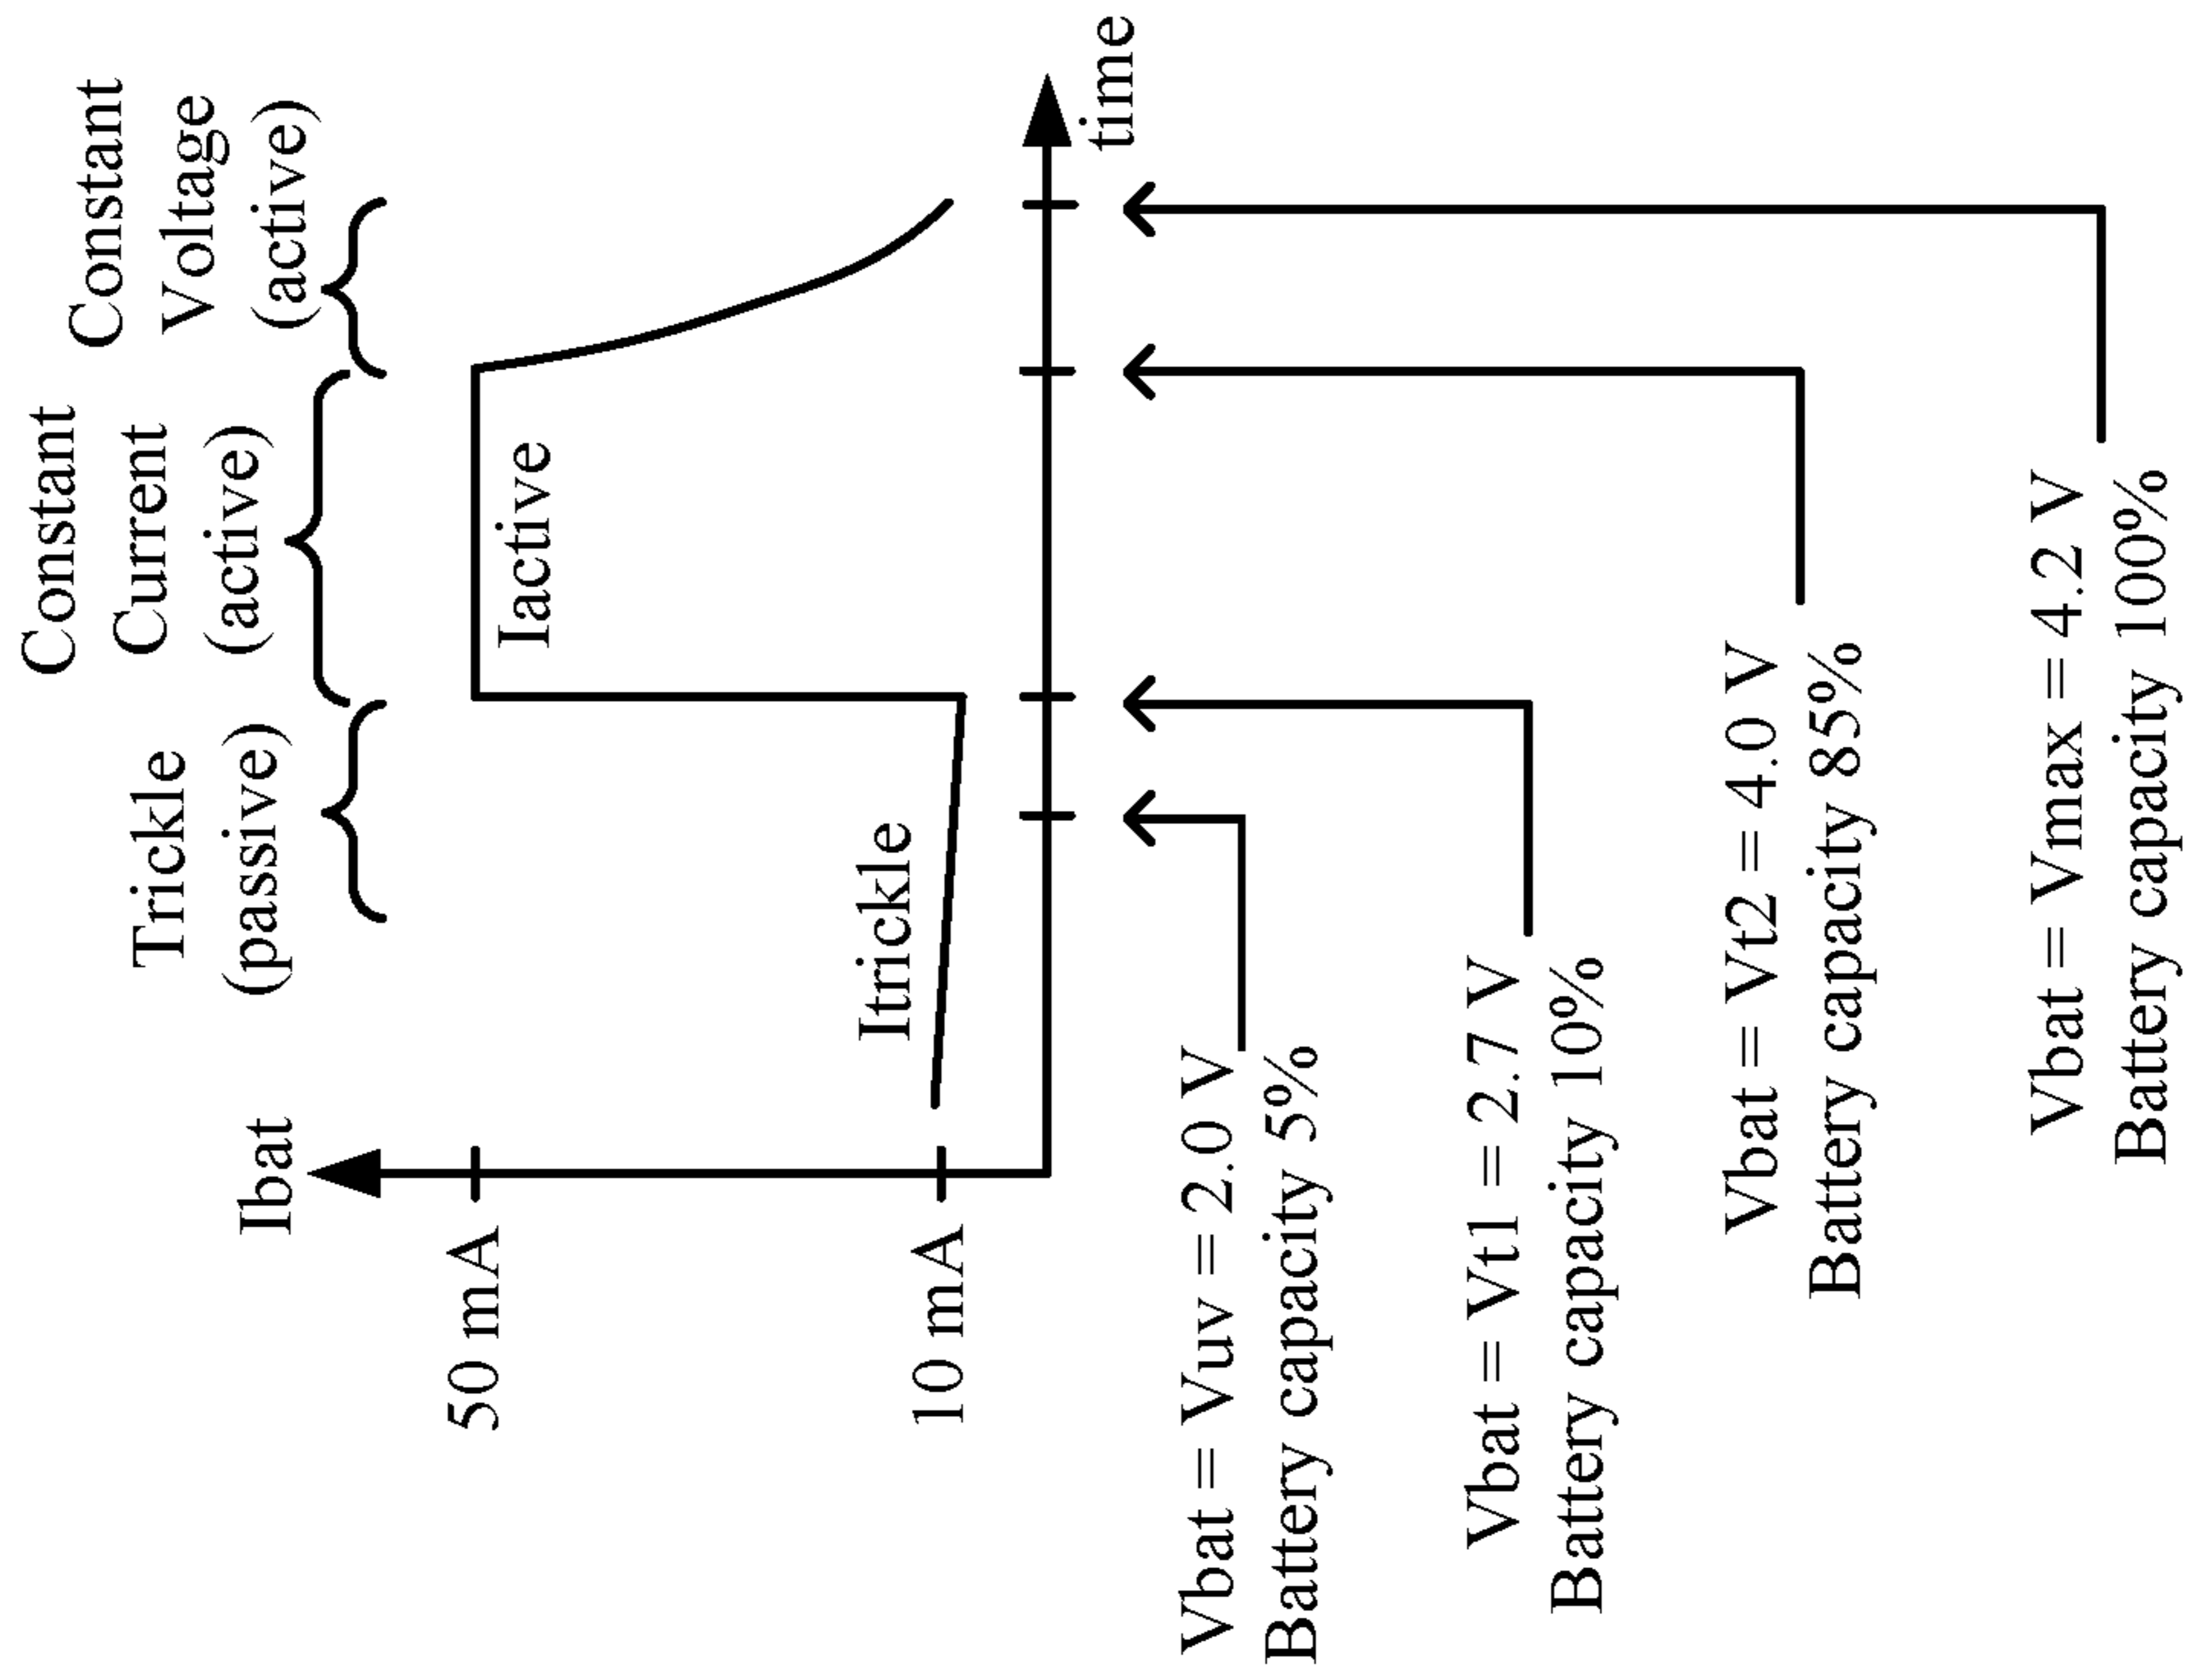 Trickle
(passive)
Constant
Current
(active)
Constant
Voltage
(active)
Ibat
50 mA
10 mA
Itrickle
Iactive
time
Vbat = Vuv = 2.0 V
Battery capacity 5%
Vbat = Vt1 = 2.7 V
Battery capacity 10%
Vbat = Vt2 = 4.0 V
Battery capacity 85%
Vbat = Vmax = 4.2 V
Battery capacity 100%